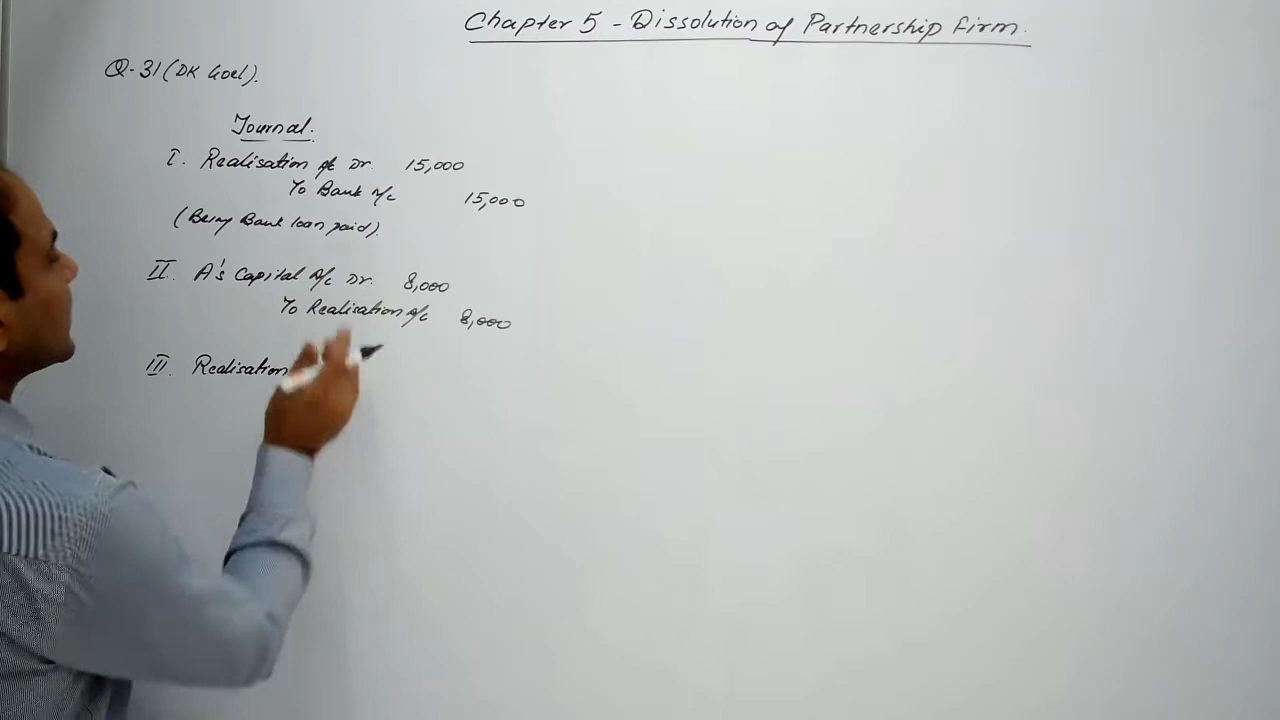 Chapter 5 - Dissolution of Partnership Firm.
Q-31 (DK Goel).
Journal.
I. Realisation A/c Dr. 15,000
To Bank A/c 15,000
(Being Bank loan paid).
II. A's Capital A/c Dr. 8,000
To Realisation A/c 8,000
III. Realisation